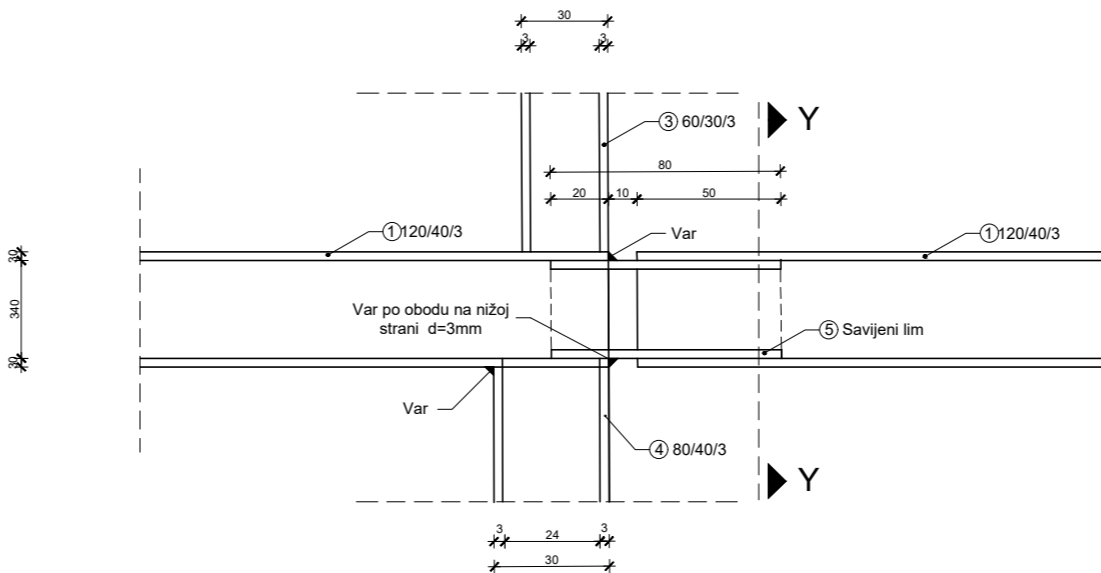 30
3
3
③ 60/30/3
Y
80
20
10
50
①120/40/3
Var
①120/40/3
30
340
30
Var po obodu na nižoj
strani d=3mm
⑤ Savijeni lim
Var
④ 80/40/3
Y
3
24
3
30